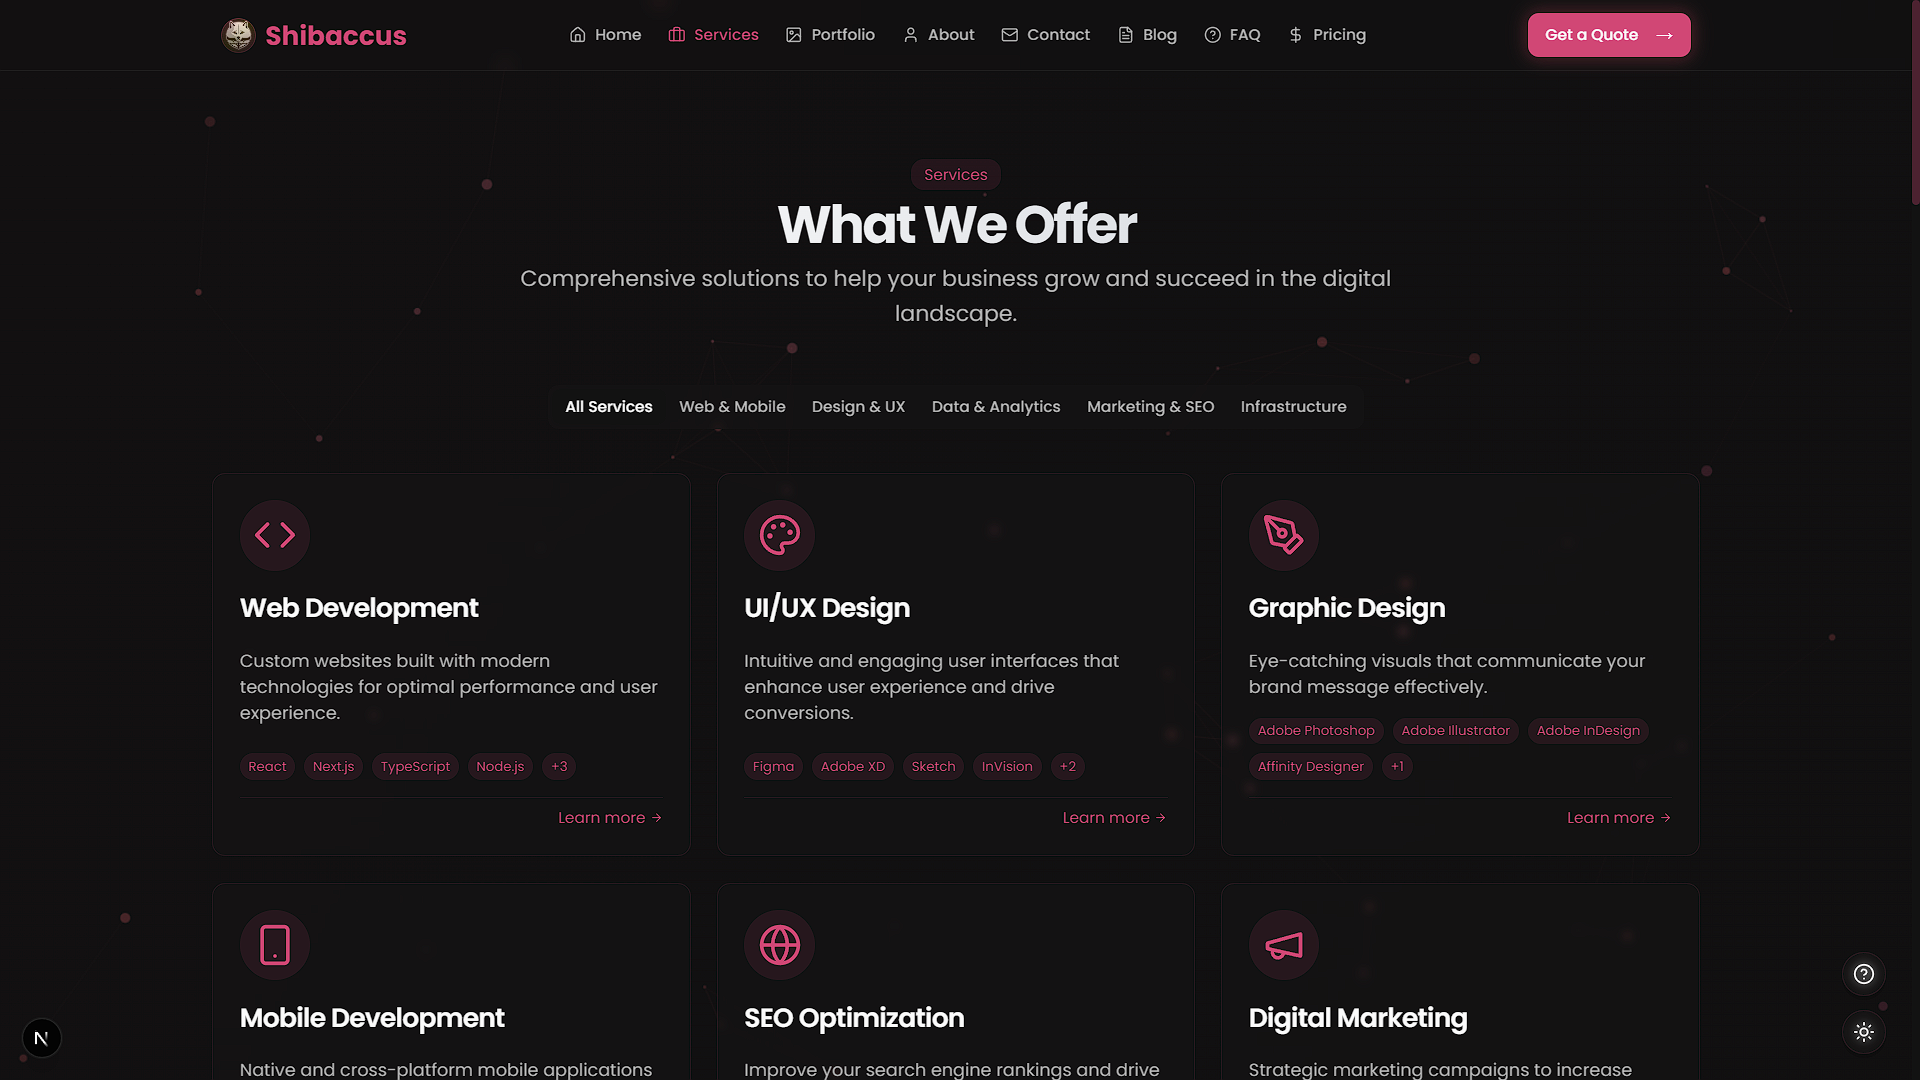 Shibaccus
Home
Services
Portfolio
About
Contact
Blog
FAQ
Pricing
Get a Quote →
Services
What We Offer
Comprehensive solutions to help your business grow and succeed in the digital
landscape.
All Services
Web & Mobile
Design & UX
Data & Analytics
Marketing & SEO
Infrastructure
Web Development
Custom websites built with modern
technologies for optimal performance and user
experience.
React
Next.js
TypeScript
Node.js
+3
Learn more →
UI/UX Design
Intuitive and engaging user interfaces that
enhance user experience and drive
conversions.
Figma
Adobe XD
Sketch
InVision
+2
Learn more →
Graphic Design
Eye-catching visuals that communicate your
brand message effectively.
Adobe Photoshop
Adobe Illustrator
Adobe InDesign
Affinity Designer
+1
Learn more →
Mobile Development
Native and cross-platform mobile applications
SEO Optimization
Improve your search engine rankings and drive
Digital Marketing
Strategic marketing campaigns to increase
N